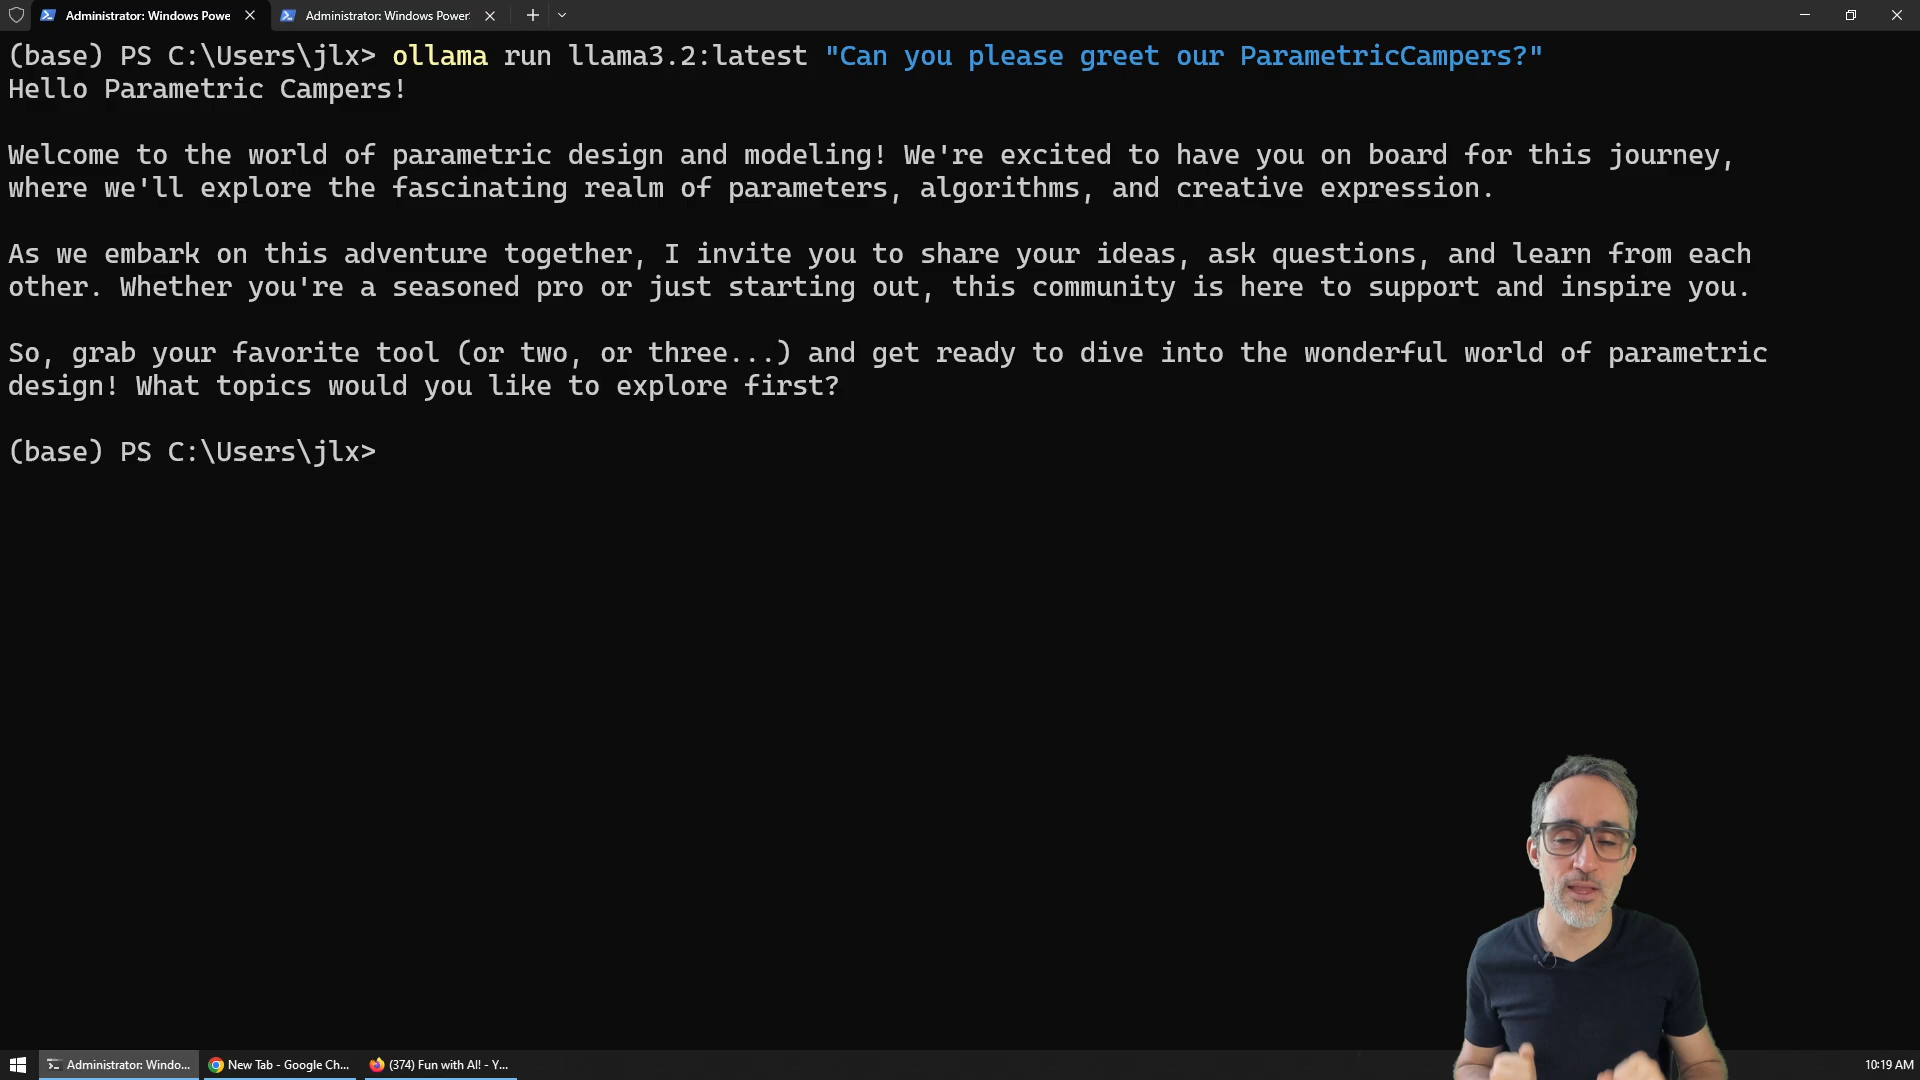 Administrator: Windows Powe
Administrator: Windows Power
(base) PS C:\Users\jlx> ollama run llama3.2:latest "Can you please greet our ParametricCampers?"
Hello Parametric Campers!
Welcome to the world of parametric design and modeling! We're excited to have you on board for this journey,
where we'll explore the fascinating realm of parameters, algorithms, and creative expression.
As we embark on this adventure together, I invite you to share your ideas, ask questions, and learn from each
other. Whether you're a seasoned pro or just starting out, this community is here to support and inspire you.
So, grab your favorite tool (or two, or three...) and get ready to dive into the wonderful world of parametric
design! What topics would you like to explore first?
(base) PS C:\Users\jlx>
Administrator: Windo...
New Tab - Google Ch...
(374) Fun with AI! - Y...
10:19 AM